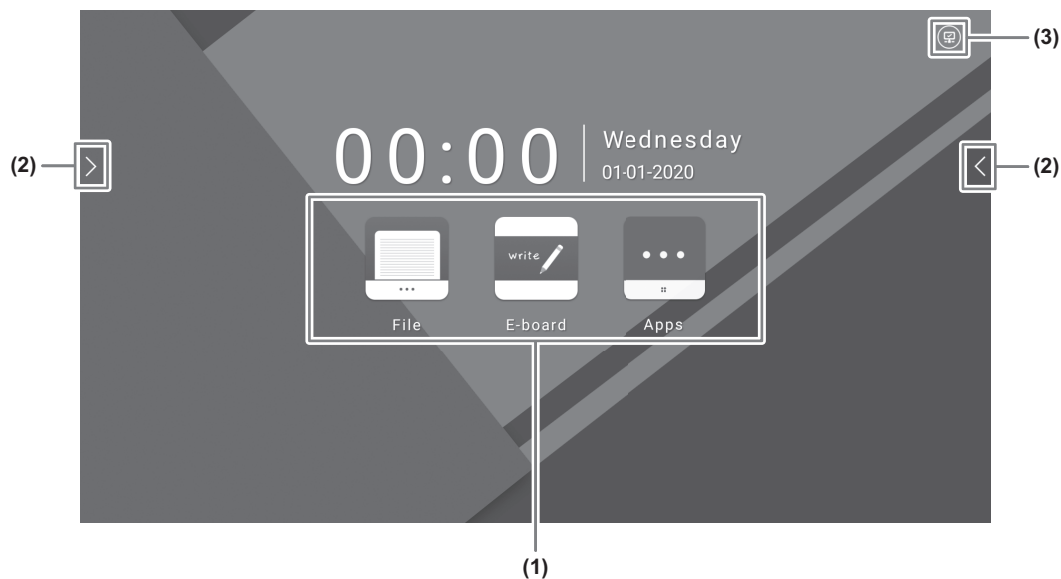 (3)
00:00
Wednesday
01-01-2020
(2)
(2)
write
File
E-board
Apps
(1)